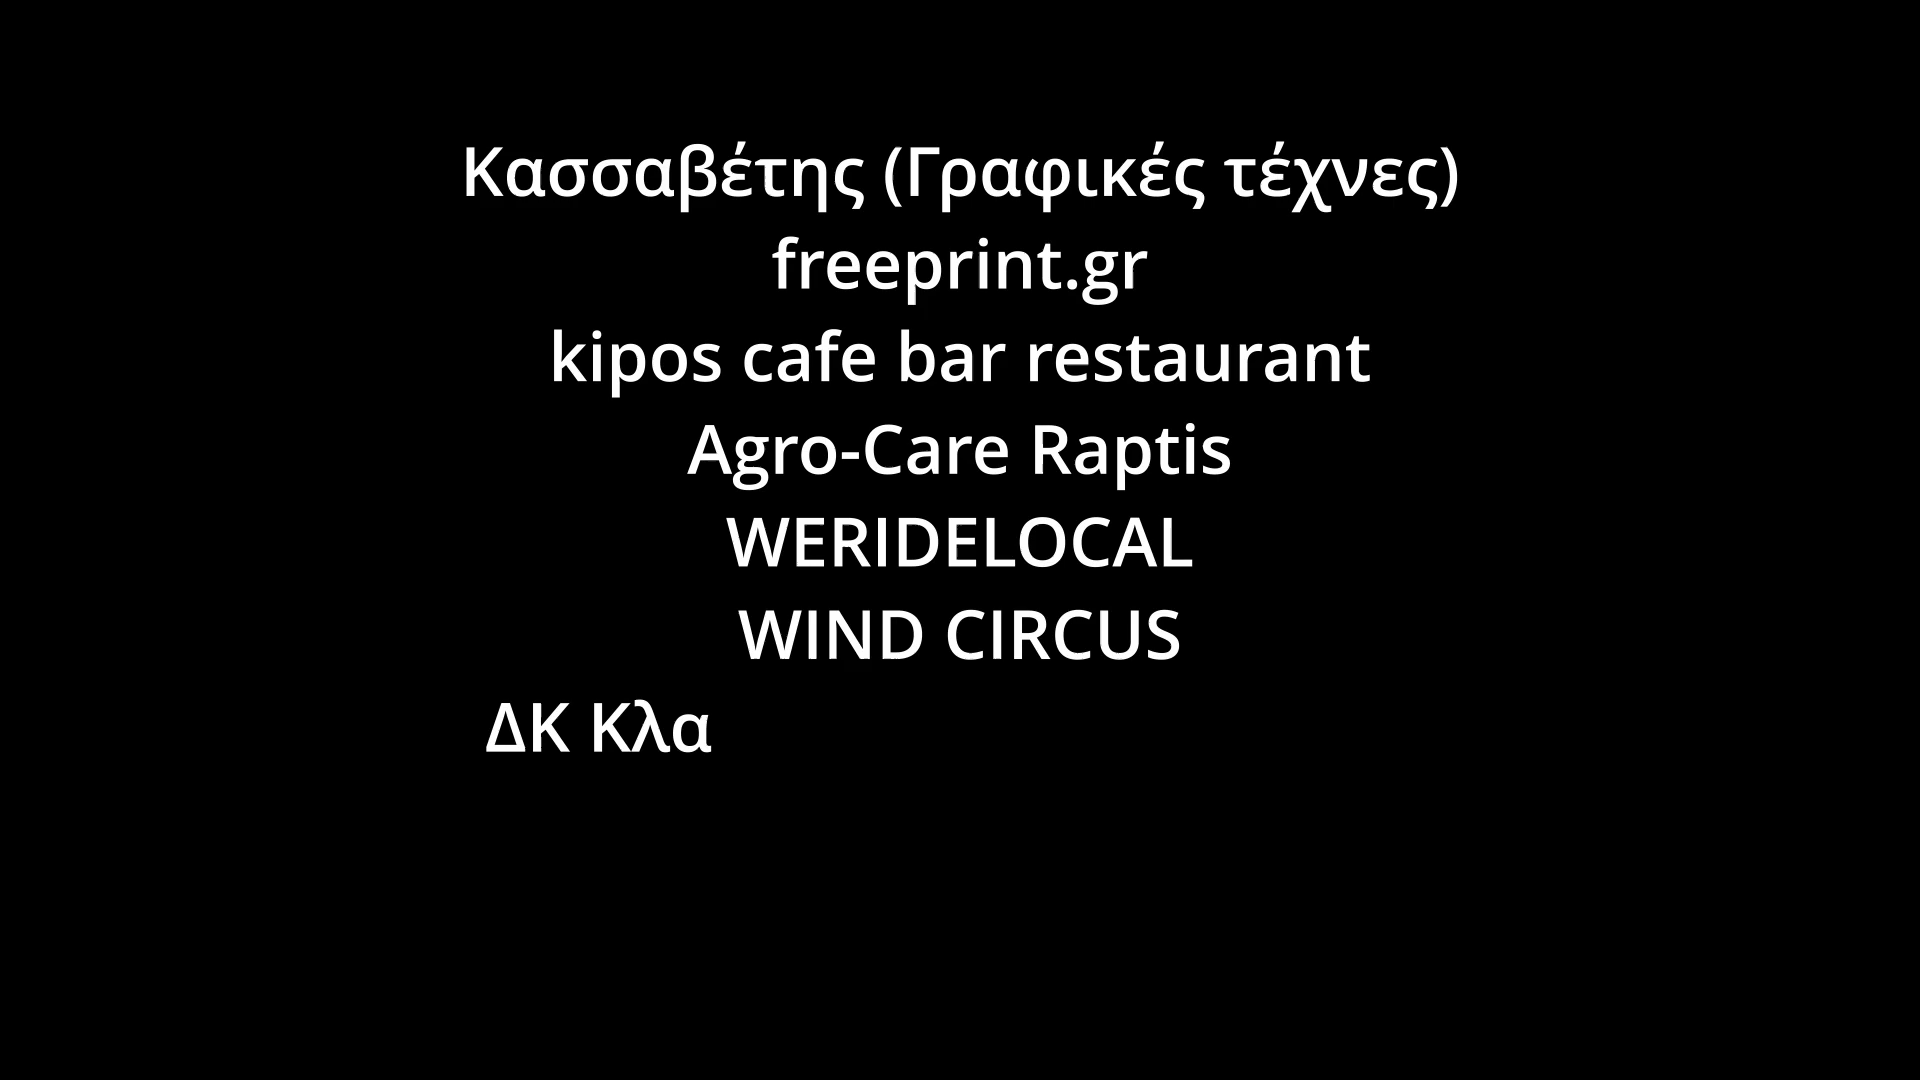 Κασσαβέτης (Γραφικές τέχνες)
freeprint.gr
kipos cafe bar restaurant
Agro-Care Raptis
WERIDELOCAL
WIND CIRCUS
ΔΚ Κλα